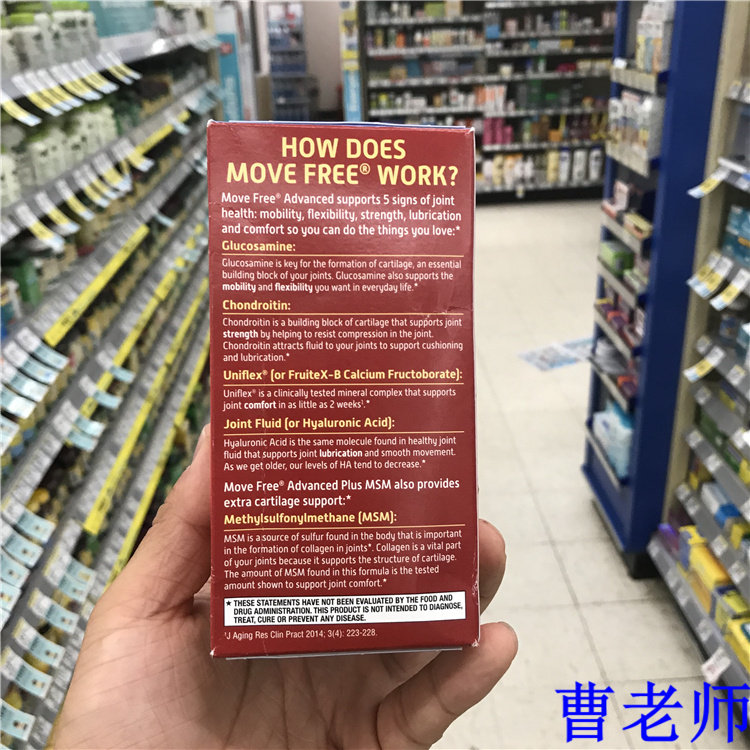 HOW DOES
MOVE FREE® WORK?
Move Free® Advanced supports 5 signs of joint
health: mobility, flexibility, strength, lubrication
and comfort so you can do the things you love:*
Glucosamine:
Glucosamine is key for the formation of cartilage, an essential
building block of your joints. Glucosamine also supports the
mobility and flexibility you want in everyday life.*
Chondroitin:
Chondroitin is a building block of cartilage that supports joint
strength by helping to resist compression in the joint.
Chondroitin attracts fluid to your joints to support cushioning
and lubrication.*
Uniflex® (or FruiteX-B Calcium Fructoborate):
Uniflex® is a clinically tested mineral complex that supports
joint comfort in as little as 2 weeks¹.*
Joint Fluid (or Hyaluronic Acid):
Hyaluronic Acid is the same molecule found in healthy joint
fluid that supports joint lubrication and smooth movement.
As we get older, our levels of HA tend to decrease.*
Move Free® Advanced Plus MSM also provides
extra cartilage support:*
Methylsulfonylmethane (MSM):
MSM is a source of sulfur found in the body that is important
in the formation of collagen in joints*. Collagen is a vital part
of your joints because it supports the structure of cartilage.
The amount of MSM found in this formula is the tested
amount shown to support joint comfort.*
* THESE STATEMENTS HAVE NOT BEEN EVALUATED BY THE FOOD AND
DRUG ADMINISTRATION. THIS PRODUCT IS NOT INTENDED TO DIAGNOSE,
TREAT, CURE OR PREVENT ANY DISEASE.
¹J Aging Res Clin Pract 2014; 3(4): 223-228.
曹老师